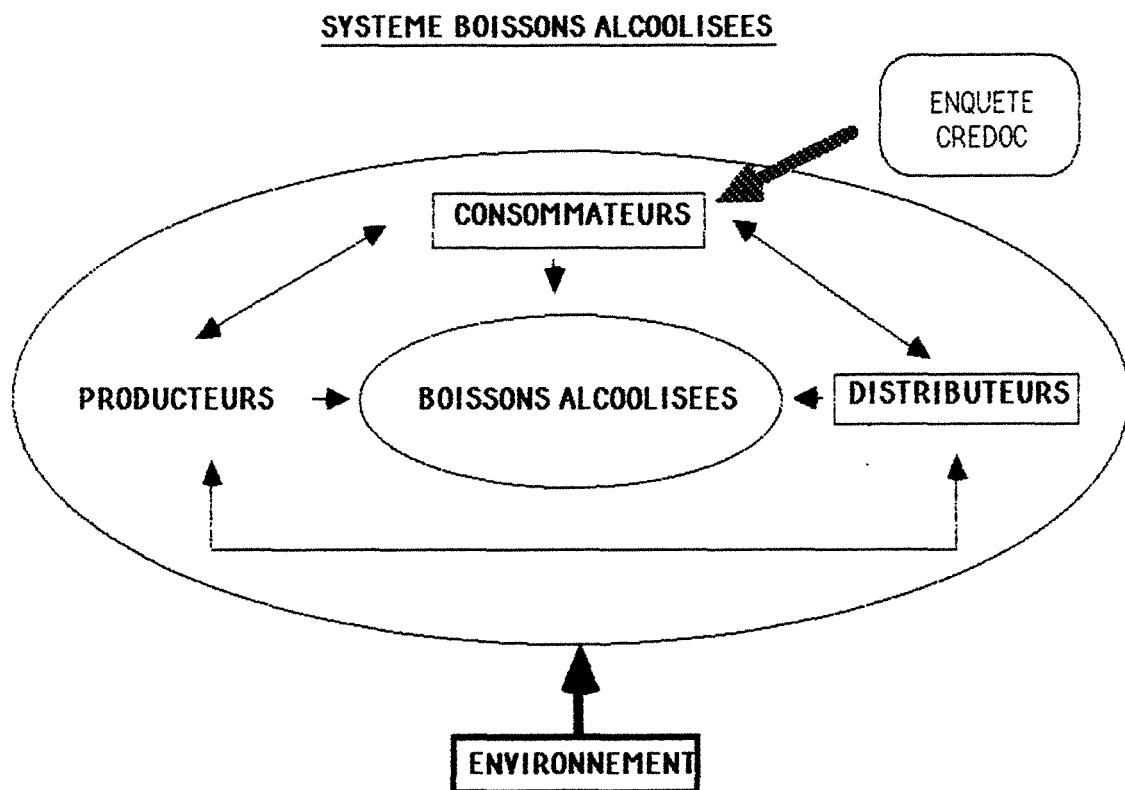 SYSTEME BOISSONS ALCOOLISEES
ENQUETE
CREDOC
CONSOMMATEURS
PRODUCTEURS
BOISSONS ALCOOLISEES
DISTRIBUTEURS
ENVIRONNEMENT